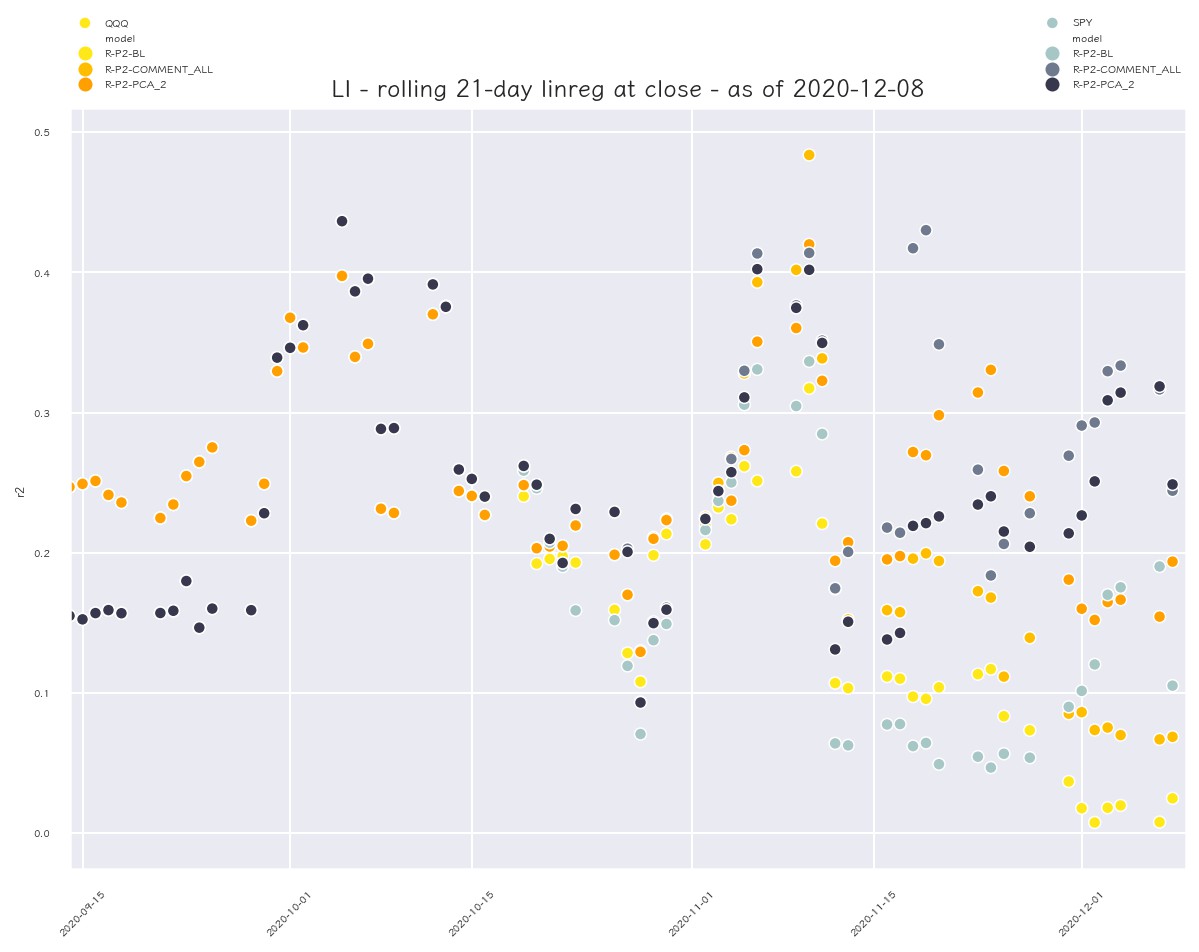 QQQ
model
R-P2-BL
R-P2-COMMENT_ALL
R-P2-PCA_2
SPY
model
R-P2-BL
R-P2-COMMENT_ALL
R-P2-PCA_2
LI - rolling 21-day linreg at close - as of 2020-12-08
0.5
0.4
0.3
r2
0.2
0.1
0.0
2020-09-15
2020-10-01
2020-10-15
2020-11-01
2020-11-15
2020-12-01